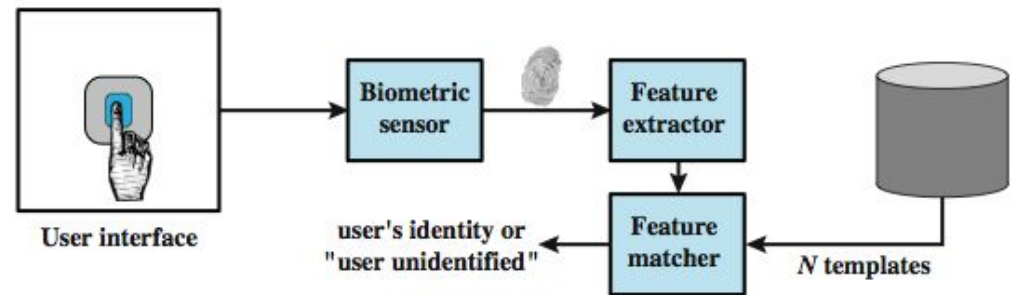 Biometric
sensor
Feature
extractor
User interface
user's identity or
"user unidentified"
Feature
matcher
N templates